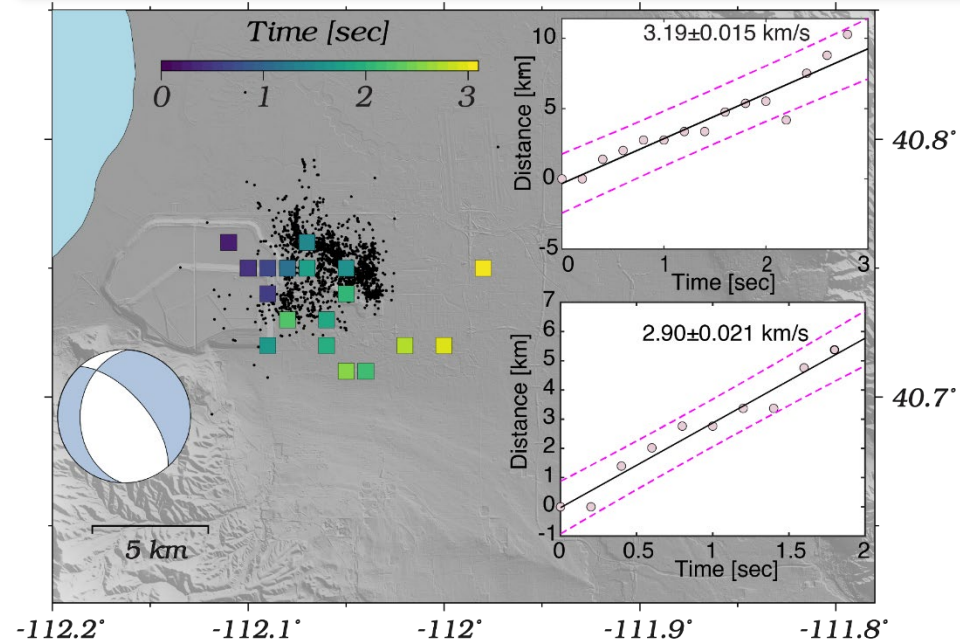 Time [sec]
0 1 2 3
3.19±0.015 km/s
Distance [km]
10
5
0
-5
0 1 2 3
Time [sec]
40.8°
2.90±0.021 km/s
Distance [km]
7
6
5
4
3
2
1
0
-1
0 0.5 1 1.5 2
Time [sec]
40.7°
5 km
-112.2° -112.1° -112° -111.9° -111.8°